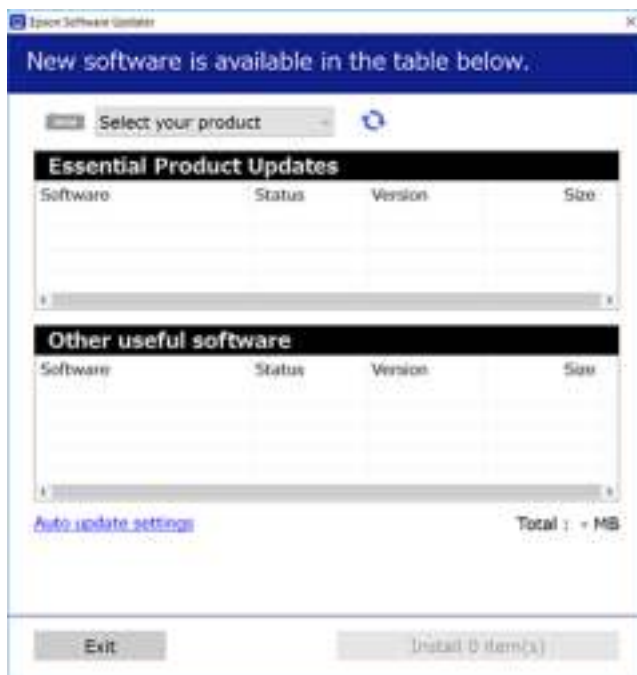 Epson Software Updater
New software is available in the table below.
Select your product
Essential Product Updates
Software Status Version Size
Other useful software
Software Status Version Size
Auto update settings
Total : - MB
Exit
Install 0 item(s)